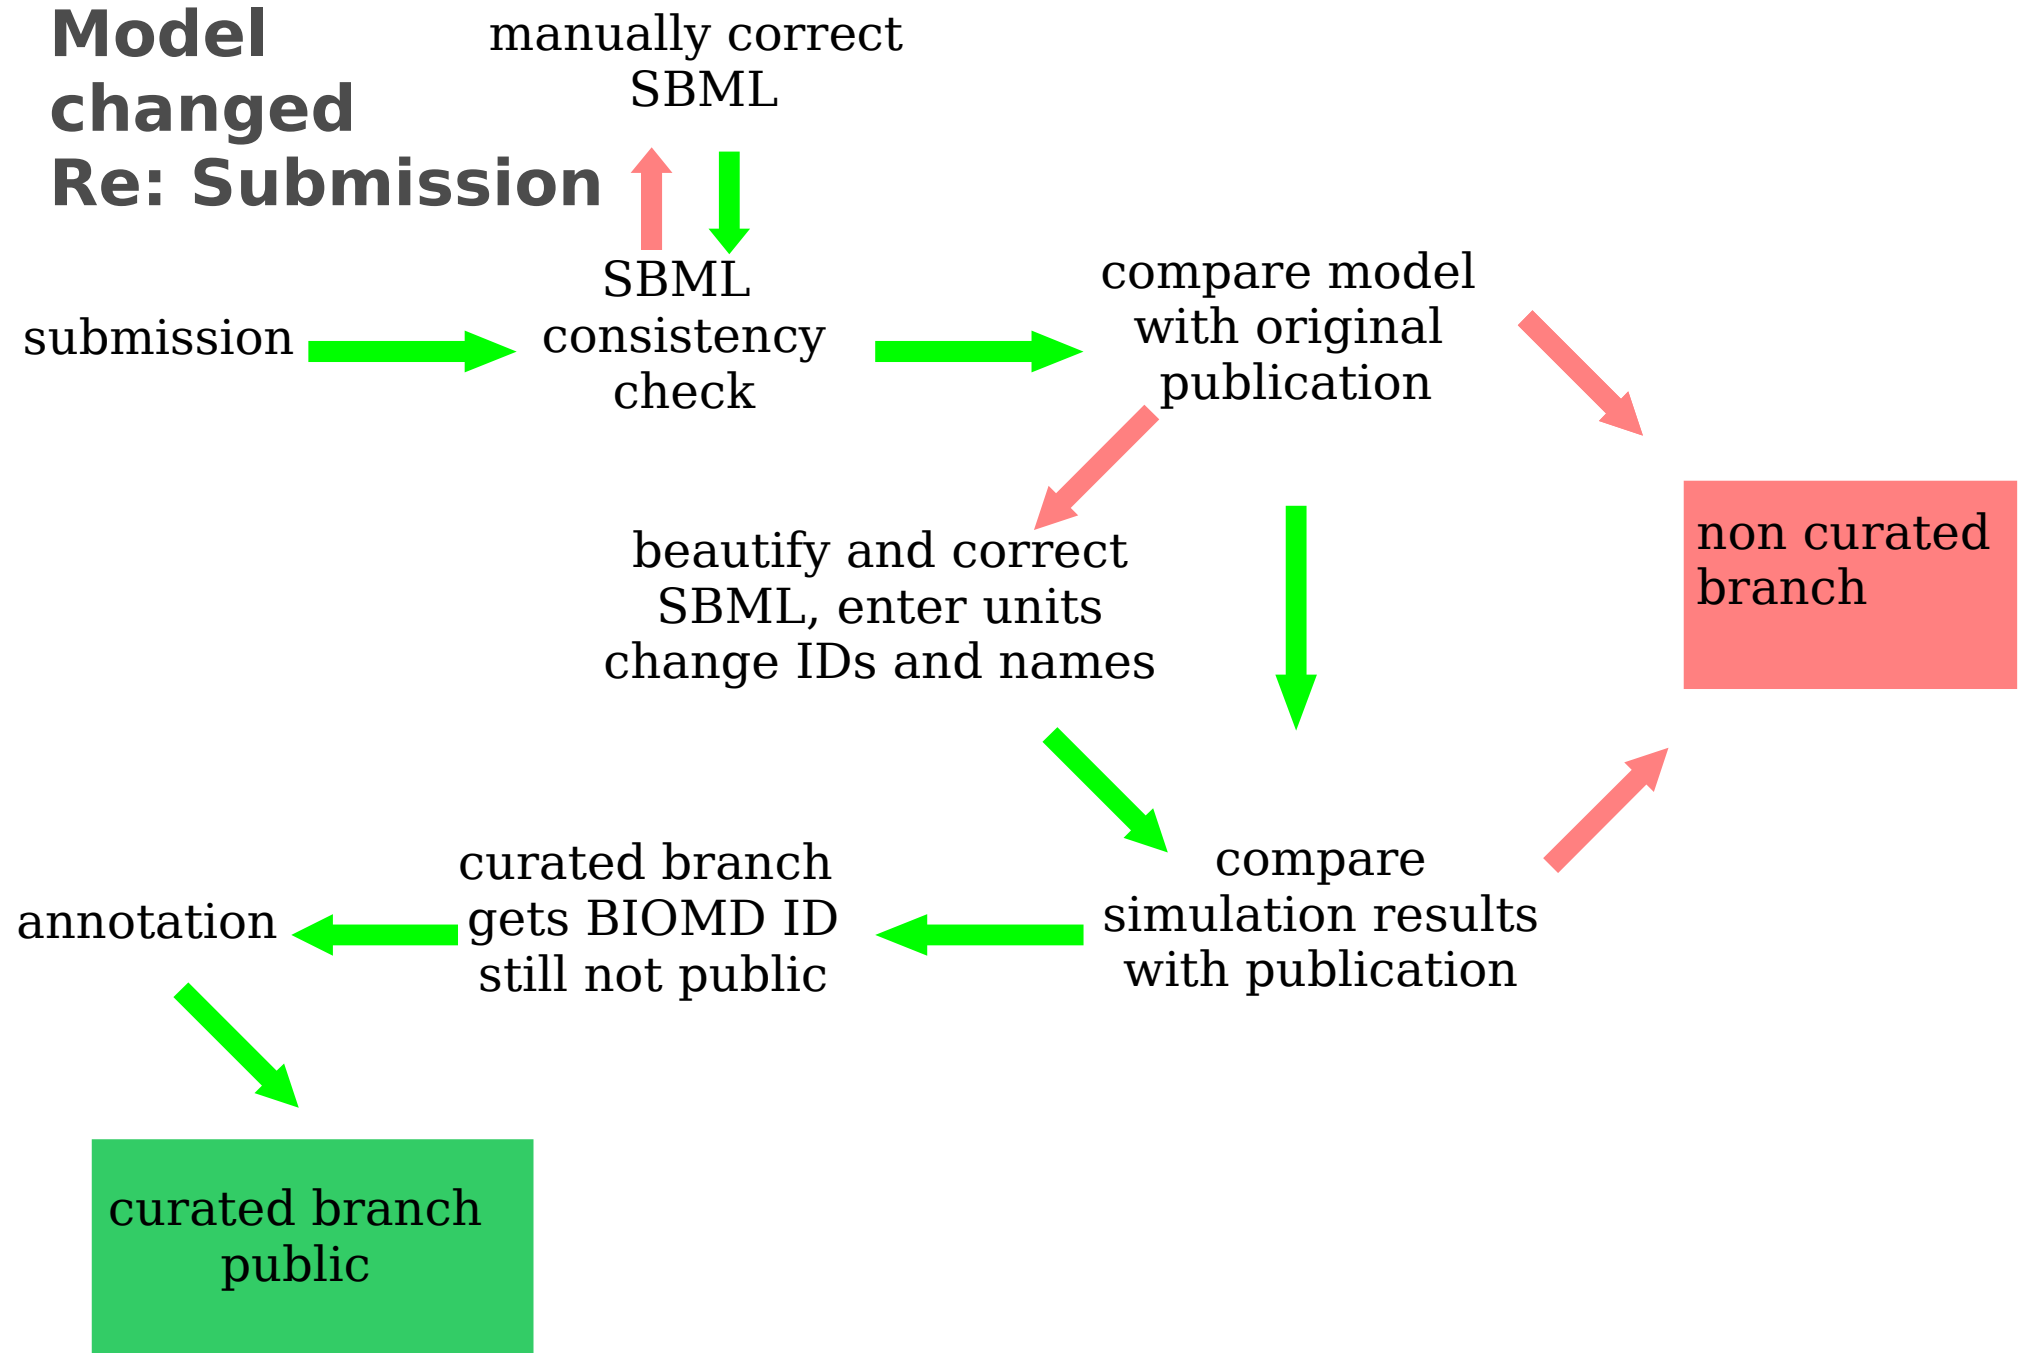 Model
changed
Re: Submission
manually correct
SBML
submission
SBML
consistency
check
compare model
with original
publication
non curated
branch
beautify and correct
SBML, enter units
change IDs and names
compare
simulation results
with publication
curated branch
gets BIOMD ID
still not public
annotation
curated branch
public